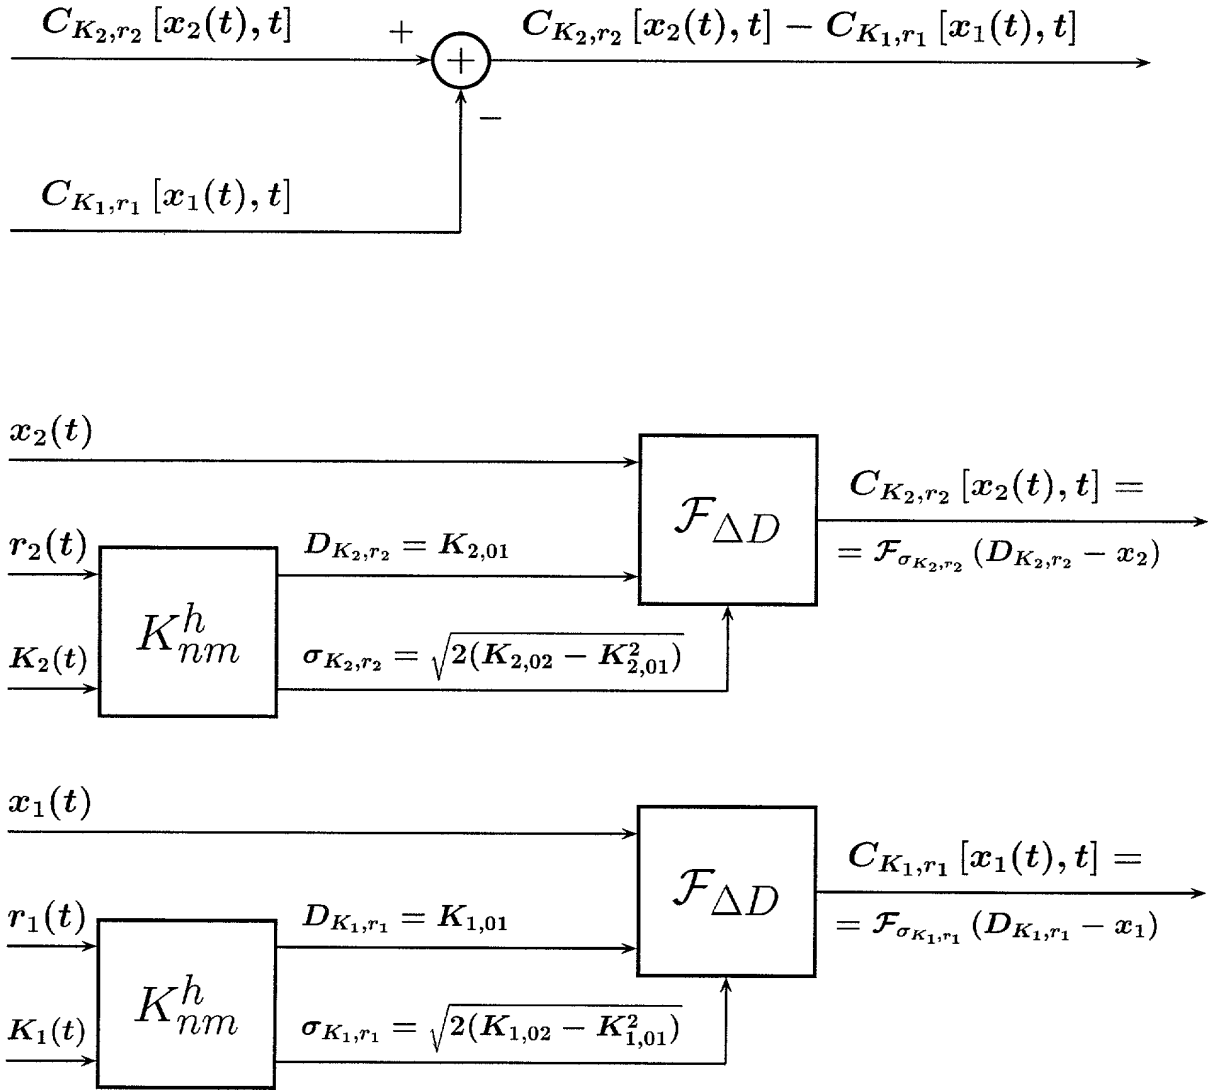 C_{K_2,r_2} [x_2(t), t]
+
C_{K_2,r_2} [x_2(t), t] − C_{K_1,r_1} [x_1(t), t]
+
−
C_{K_1,r_1} [x_1(t), t]
x_2(t)
r_2(t)
K_2(t)
K^h_{nm}
D_{K_2,r_2} = K_{2,01}
σ_{K_2,r_2} = √(2(K_{2,02} − K^2_{2,01}))
ℱ_{ΔD}
C_{K_2,r_2} [x_2(t), t] =
= ℱ_{σ_{K_2,r_2}} (D_{K_2,r_2} − x_2)
x_1(t)
r_1(t)
K_1(t)
K^h_{nm}
D_{K_1,r_1} = K_{1,01}
σ_{K_1,r_1} = √(2(K_{1,02} − K^2_{1,01}))
ℱ_{ΔD}
C_{K_1,r_1} [x_1(t), t] =
= ℱ_{σ_{K_1,r_1}} (D_{K_1,r_1} − x_1)